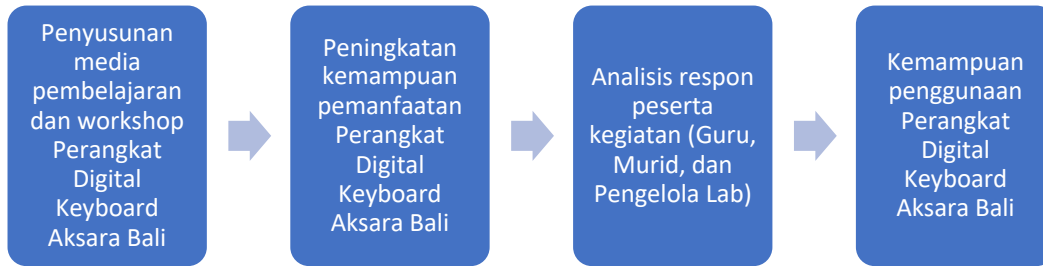 Penyusunan
media
pembelajaran
dan workshop
Perangkat
Digital
Keyboard
Aksara Bali
Peningkatan
kemampuan
pemanfaatan
Perangkat
Digital
Keyboard
Aksara Bali
Analisis respon
peserta
kegiatan (Guru,
Murid, dan
Pengelola Lab)
Kemampuan
penggunaan
Perangkat
Digital
Keyboard
Aksara Bali